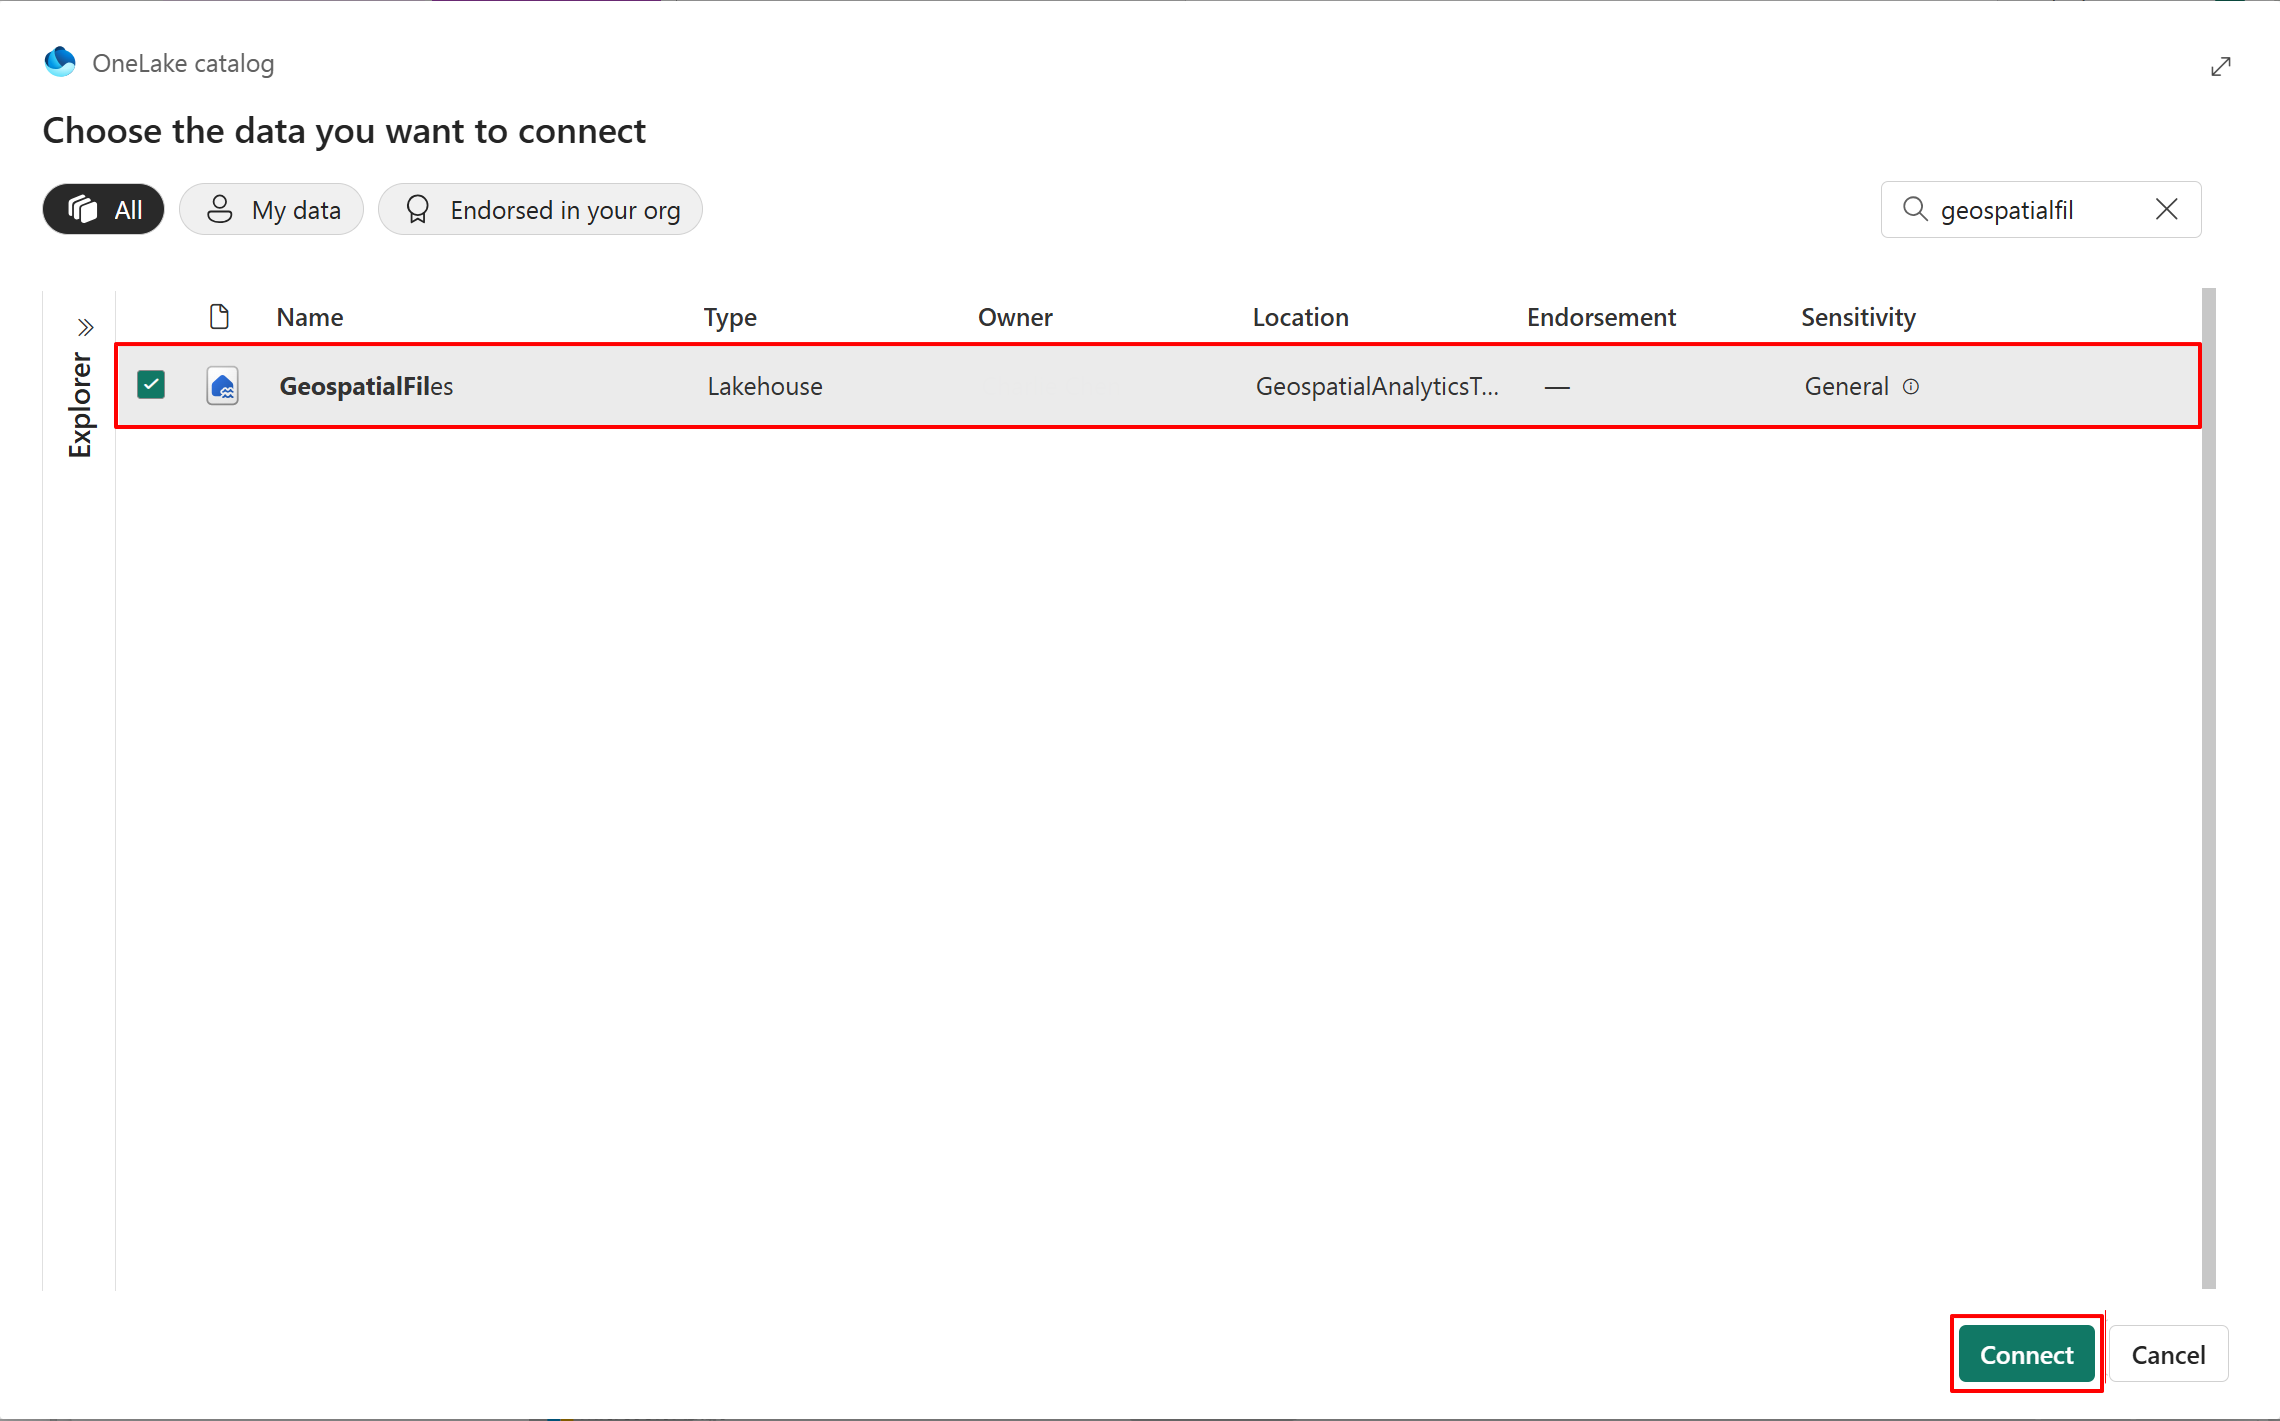 OneLake catalog
Choose the data you want to connect
All
My data
Endorsed in your org
geospatialfil
Explorer
Name Type Owner Location Endorsement Sensitivity
GeospatialFiles Lakehouse GeospatialAnalyticsT... — General
Connect Cancel